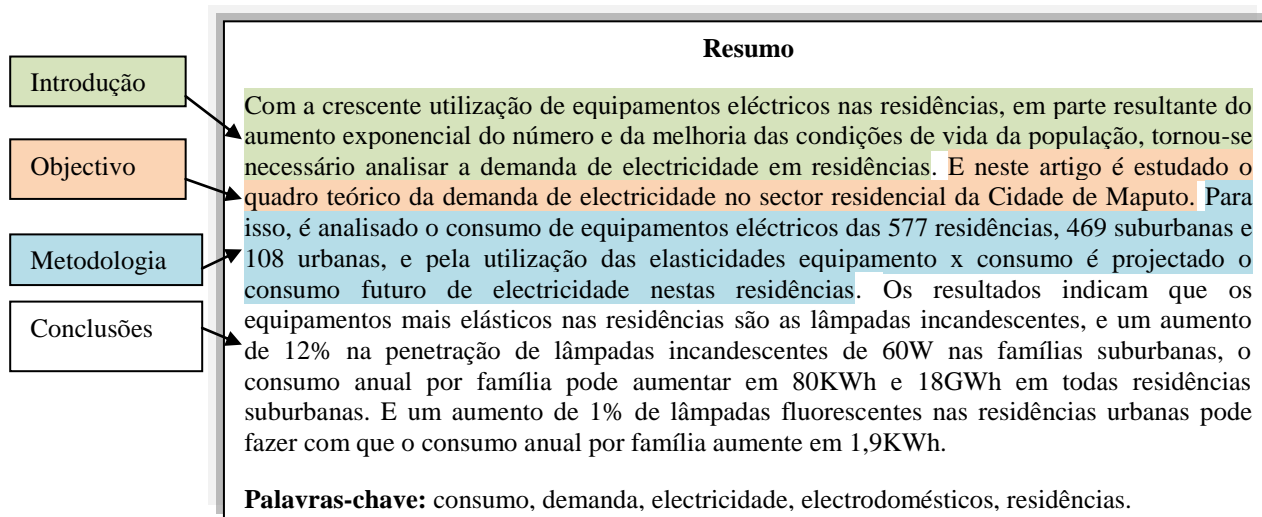 Resumo
Introdução
Com a crescente utilização de equipamentos eléctricos nas residências, em parte resultante do
aumento exponencial do número e da melhoria das condições de vida da população, tornou-se
necessário analisar a demanda de electricidade em residências. E neste artigo é estudado o
Objectivo
quadro teórico da demanda de electricidade no sector residencial da Cidade de Maputo. Para
isso, é analisado o consumo de equipamentos eléctricos das 577 residências, 469 suburbanas e
Metodologia
108 urbanas, e pela utilização das elasticidades equipamento x consumo é projectado o
consumo futuro de electricidade nestas residências. Os resultados indicam que os
Conclusões
equipamentos mais elásticos nas residências são as lâmpadas incandescentes, e um aumento
de 12% na penetração de lâmpadas incandescentes de 60W nas famílias suburbanas, o
consumo anual por família pode aumentar em 80KWh e 18GWh em todas residências
suburbanas. E um aumento de 1% de lâmpadas fluorescentes nas residências urbanas pode
fazer com que o consumo anual por família aumente em 1,9KWh.
Palavras-chave: consumo, demanda, electricidade, electrodomésticos, residências.